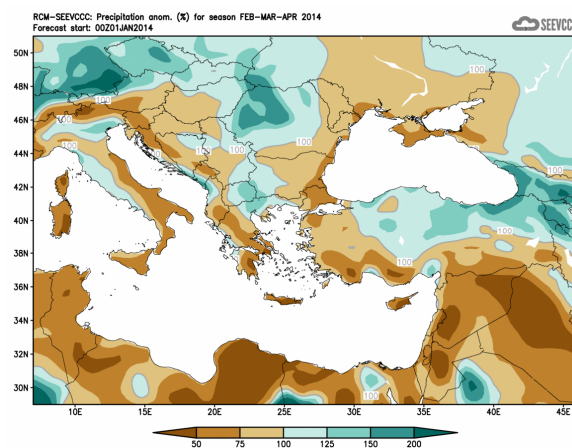 RCM-SEEVCCC: Precipitation anom. (%) for season FEB-MAR-APR 2014
Forecast start: 00Z01JAN2014
SEEVCCC
50N
48N
46N
44N
42N
40N
38N
36N
34N
32N
30N
100
100
100
100
100
100
100
100
100
100
100
10E 15E 20E 25E 30E 35E 40E 45E
50 75 100 125 150 200